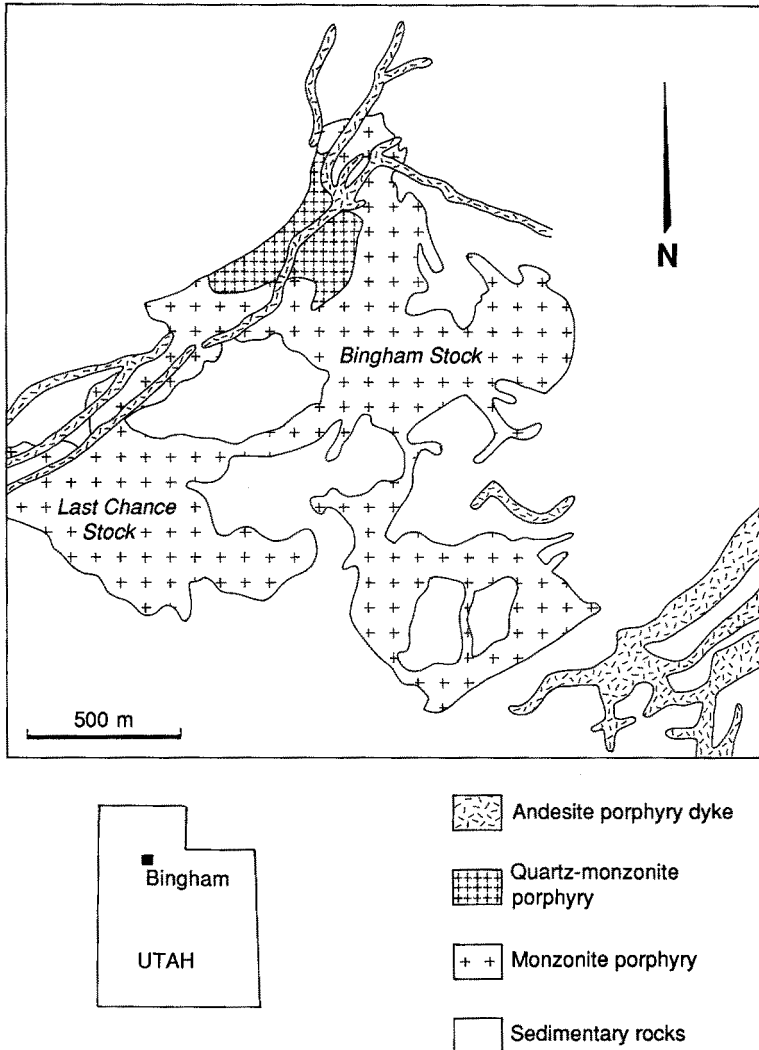 N
Bingham Stock
Last Chance
Stock
500 m
Bingham
UTAH
Andesite porphyry dyke
Quartz-monzonite
porphyry
Monzonite porphyry
Sedimentary rocks